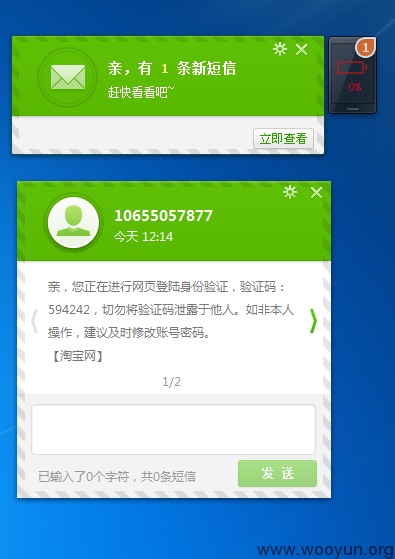 1
亲，有 1 条新短信
赶快看看吧~
0%
立即查看
10655057877
今天 12:14
亲，您正在进行网页登陆身份验证，验证码：
594242，切勿将验证码泄露于他人。如非本人
操作，建议及时修改账号密码。
【淘宝网】
1/2
已输入了0个字符，共0条短信
发 送
www.wooyun.org